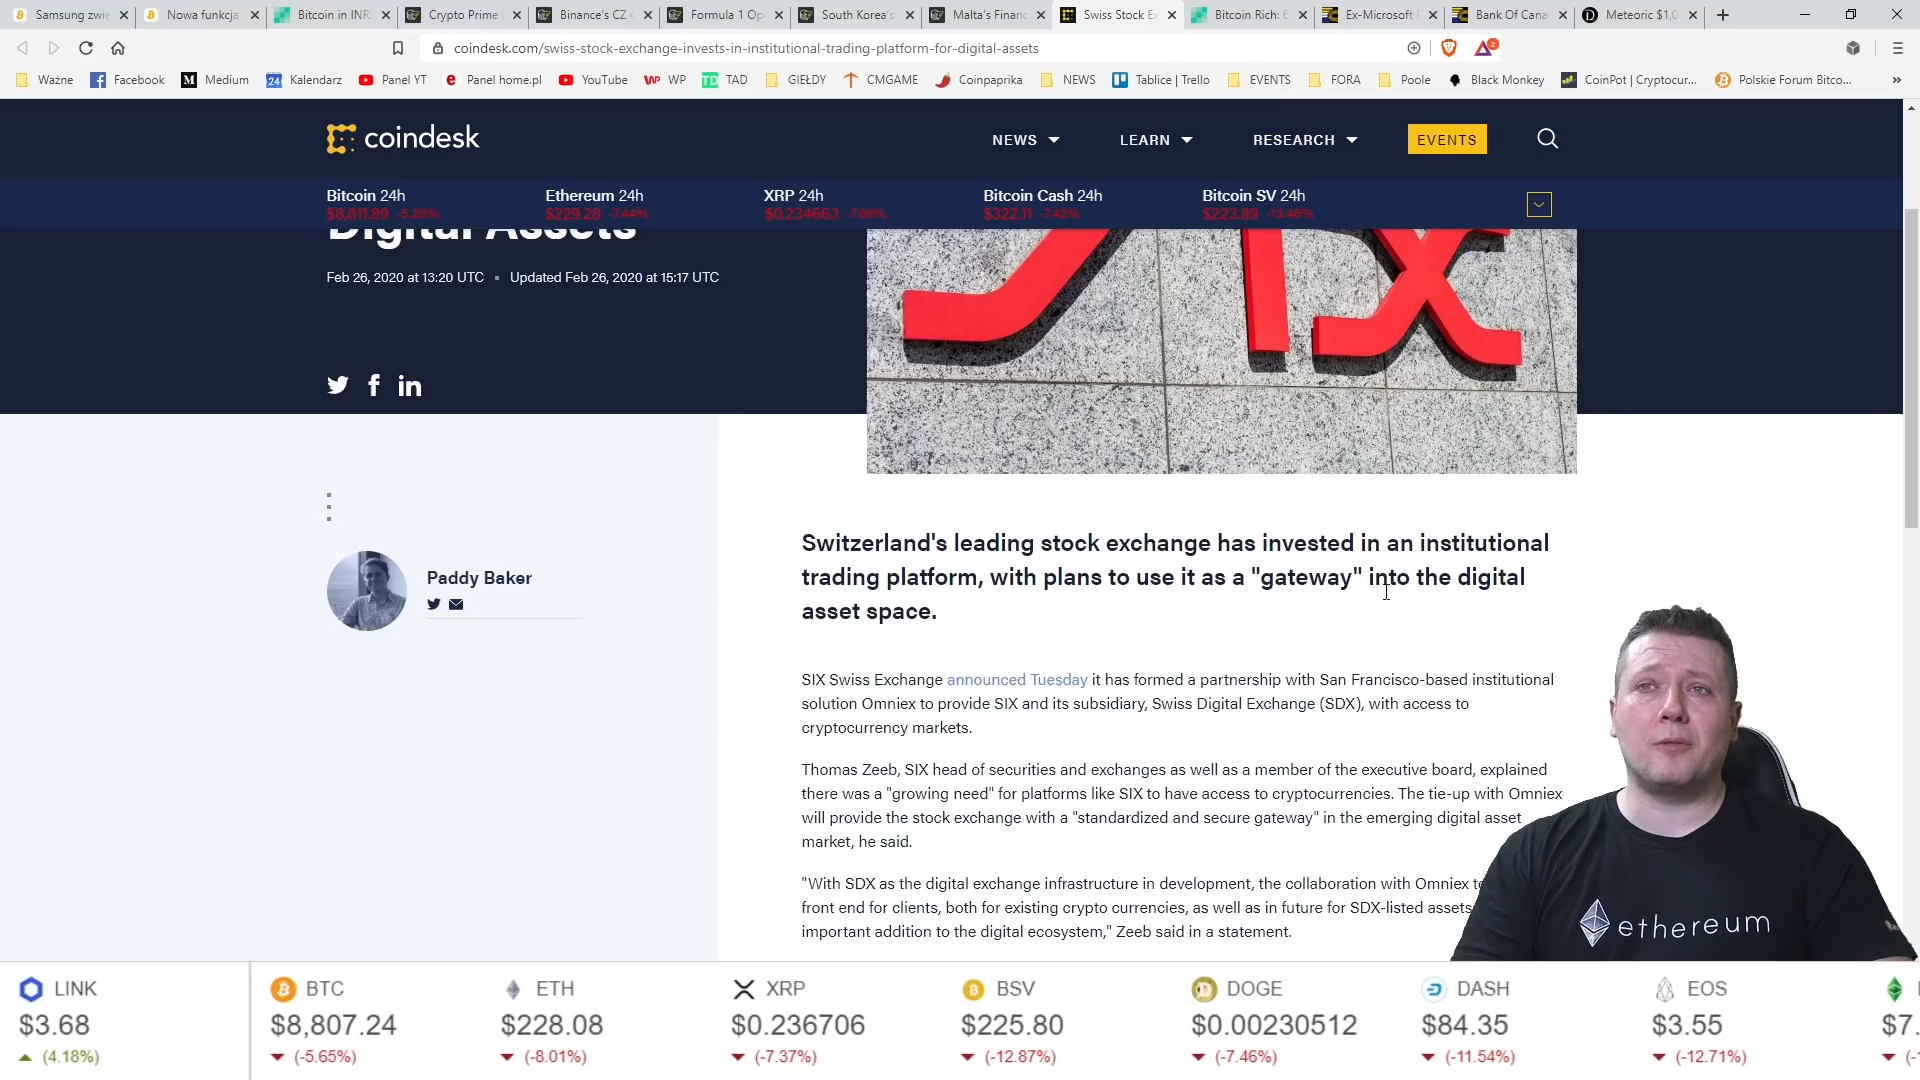 Samsung zwię
Nowa funkcja
Bitcoin in INR
Crypto Prime
Binance's CZ
Formula 1 Op
South Korea's
Malta's Financ
Swiss Stock Ex
Bitcoin Rich: 6
Ex-Microsoft E
Bank Of Cana
Meteoric $1,0
coindesk.com/swiss-stock-exchange-invests-in-institutional-trading-platform-for-digital-assets
2
Ważne
Facebook
Medium
24 Kalendarz
Panel YT
Panel home.pl
YouTube
WP
TAD
GIEŁDY
CMGAME
Coinpaprika
NEWS
Tablice | Trello
EVENTS
FORA
Poole
Black Monkey
CoinPot | Cryptocur...
Polskie Forum Bitco...
coindesk
NEWS
LEARN
RESEARCH
EVENTS
Bitcoin 24h
$8,811.89 -5.28%
Ethereum 24h
$229.28 -7.44%
XRP 24h
$0.234663 -7.86%
Bitcoin Cash 24h
$322.11 -7.42%
Bitcoin SV 24h
$223.89 -13.46%
Digital Assets
Feb 26, 2020 at 13:20 UTC ▪ Updated Feb 26, 2020 at 15:17 UTC
SIX
Paddy Baker
Switzerland's leading stock exchange has invested in an institutional
trading platform, with plans to use it as a "gateway" into the digital
asset space.
SIX Swiss Exchange announced Tuesday it has formed a partnership with San Francisco-based institutional
solution Omniex to provide SIX and its subsidiary, Swiss Digital Exchange (SDX), with access to
cryptocurrency markets.
Thomas Zeeb, SIX head of securities and exchanges as well as a member of the executive board, explained
there was a "growing need" for platforms like SIX to have access to cryptocurrencies. The tie-up with Omniex
will provide the stock exchange with a "standardized and secure gateway" in the emerging digital asset
market, he said.
"With SDX as the digital exchange infrastructure in development, the collaboration with Omniex
front end for clients, both for existing crypto currencies, as well as in future for SDX-listed assets
important addition to the digital ecosystem," Zeeb said in a statement.
ethereum
LINK
$3.68
(4.18%)
BTC
$8,807.24
(-5.65%)
ETH
$228.08
(-8.01%)
XRP
$0.236706
(-7.37%)
BSV
$225.80
(-12.87%)
DOGE
$0.00230512
(-7.46%)
DASH
$84.35
(-11.54%)
EOS
$3.55
(-12.71%)
$7.